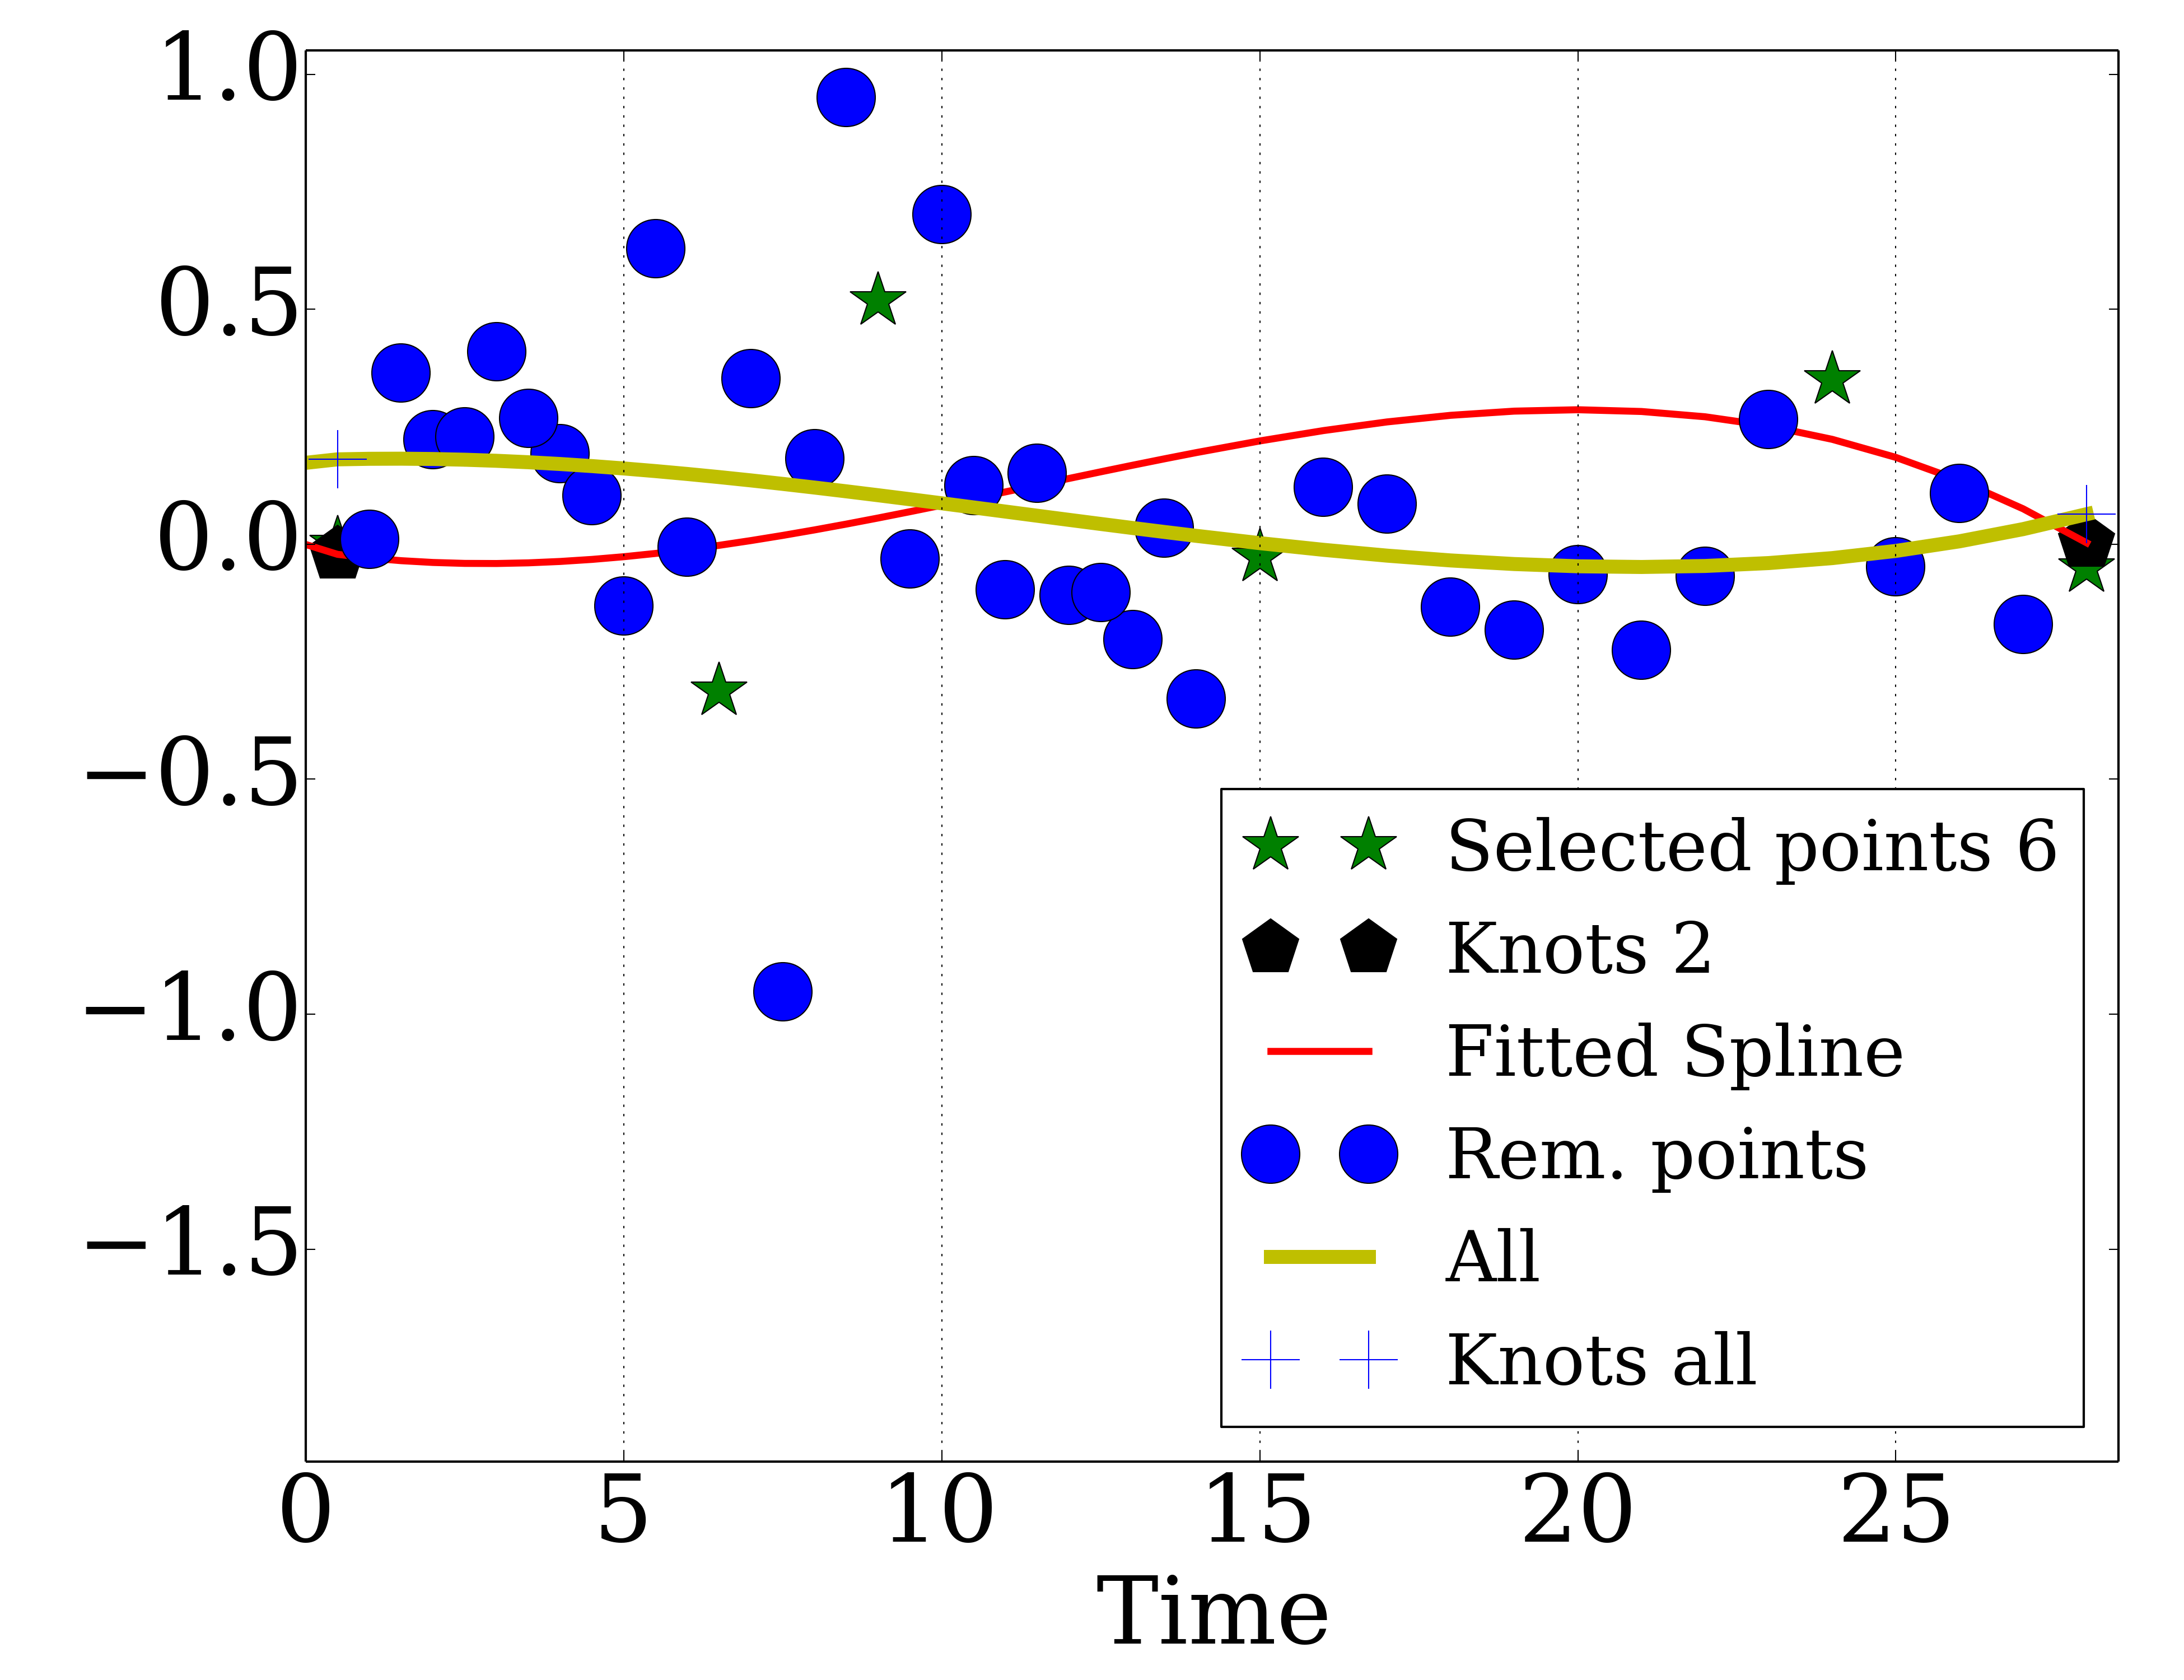 1.0
0.5
0.0
−0.5
−1.0
−1.5
Selected points 6
Knots 2
Fitted Spline
Rem. points
All
Knots all
0 5 10 15 20 25
Time